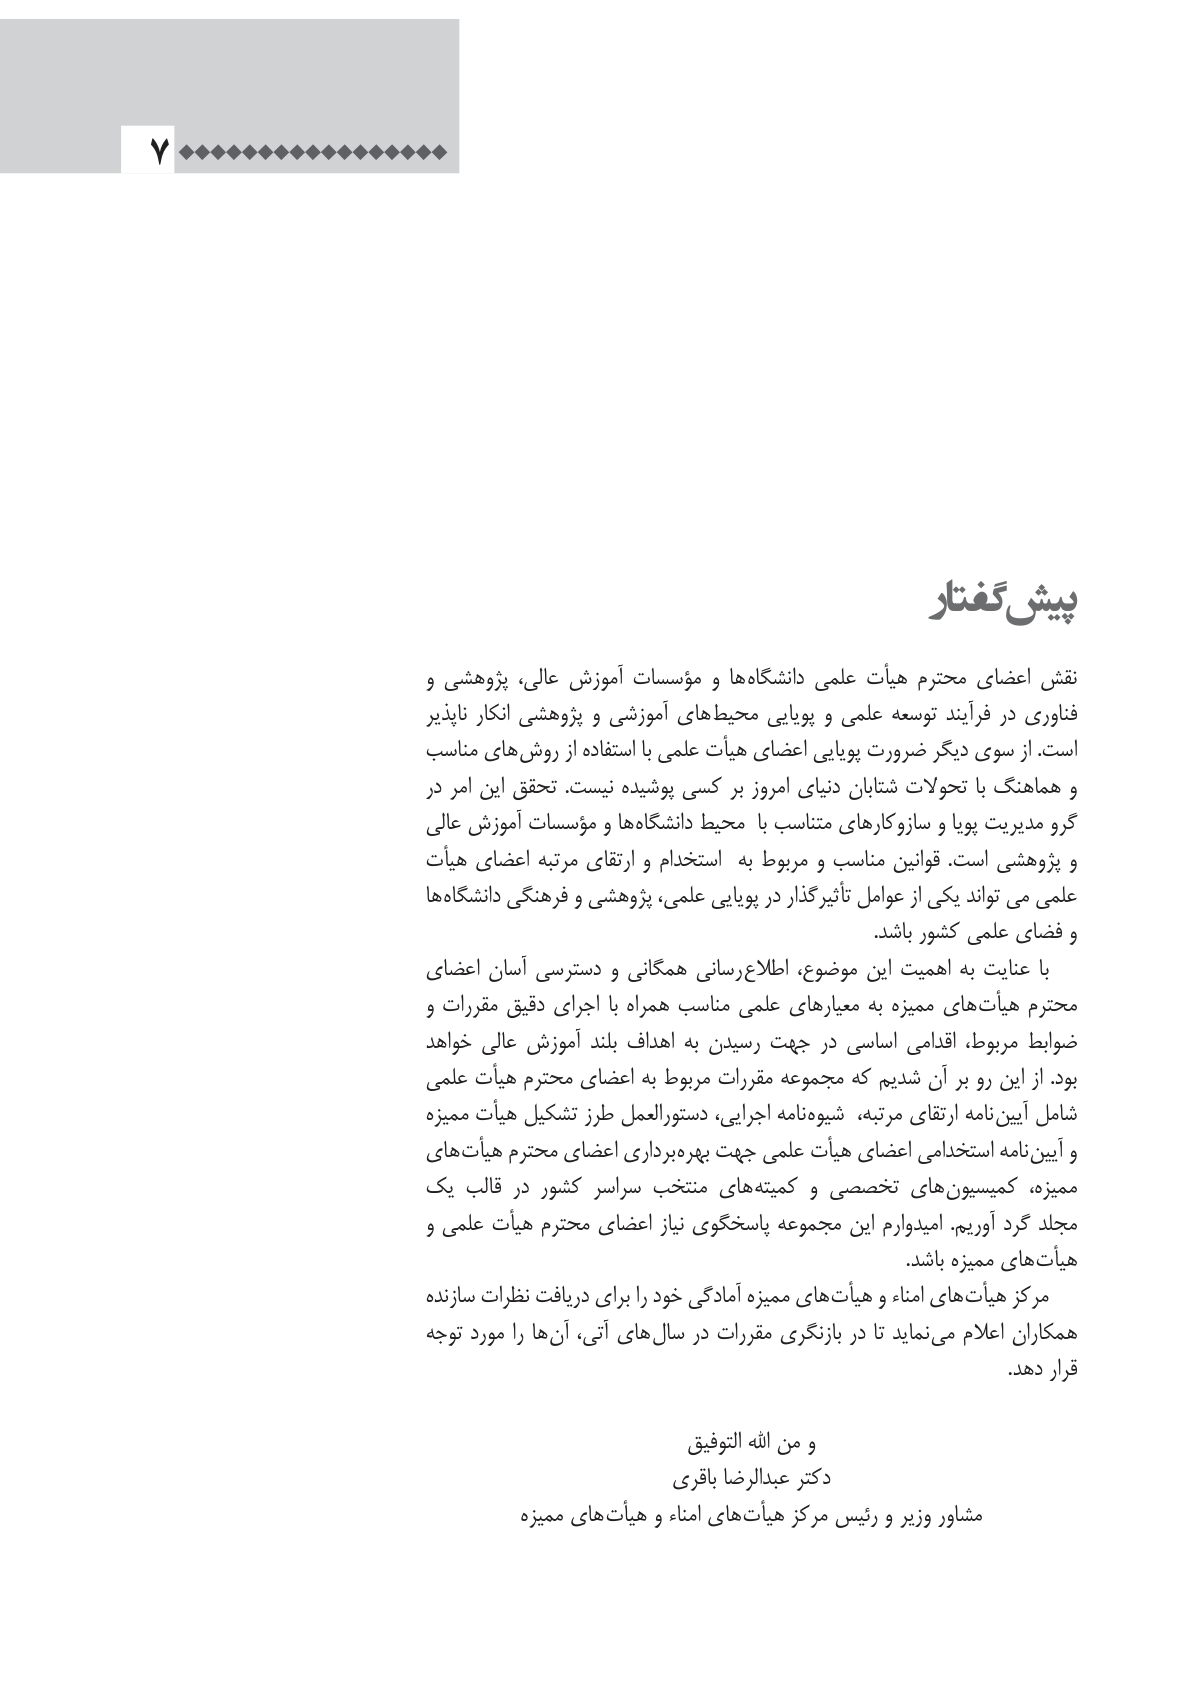 ۷
پیش‌گفتار
نقش اعضای محترم هیأت علمی دانشگاه‌ها و مؤسسات آموزش عالی، پژوهشی و
فناوری در فرآیند توسعه علمی و پویایی محیط‌های آموزشی و پژوهشی انکار ناپذیر
است. از سوی دیگر ضرورت پویایی اعضای هیأت علمی با استفاده از روش‌های مناسب
و هماهنگ با تحولات شتابان دنیای امروز بر کسی پوشیده نیست. تحقق این امر در
گرو مدیریت پویا و سازوکارهای متناسب با محیط دانشگاه‌ها و مؤسسات آموزش عالی
و پژوهشی است. قوانین مناسب و مربوط به استخدام و ارتقای مرتبه اعضای هیأت
علمی می تواند یکی از عوامل تأثیرگذار در پویایی علمی، پژوهشی و فرهنگی دانشگاه‌ها
و فضای علمی کشور باشد.
با عنایت به اهمیت این موضوع، اطلاع‌رسانی همگانی و دسترسی آسان اعضای
محترم هیأت‌های ممیزه به معیارهای علمی مناسب همراه با اجرای دقیق مقررات و
ضوابط مربوط، اقدامی اساسی در جهت رسیدن به اهداف بلند آموزش عالی خواهد
بود. از این رو بر آن شدیم که مجموعه مقررات مربوط به اعضای محترم هیأت علمی
شامل آیین‌نامه ارتقای مرتبه، شیوه‌نامه اجرایی، دستورالعمل طرز تشکیل هیأت ممیزه
و آیین‌نامه استخدامی اعضای هیأت علمی جهت بهره‌برداری اعضای محترم هیأت‌های
ممیزه، کمیسیون‌های تخصصی و کمیته‌های منتخب سراسر کشور در قالب یک
مجلد گرد آوریم. امیدوارم این مجموعه پاسخگوی نیاز اعضای محترم هیأت علمی و
هیأت‌های ممیزه باشد.
مرکز هیأت‌های امناء و هیأت‌های ممیزه آمادگی خود را برای دریافت نظرات سازنده
همکاران اعلام می‌نماید تا در بازنگری مقررات در سال‌های آتی، آن‌ها را مورد توجه
قرار دهد.
و من الله التوفیق
دکتر عبدالرضا باقری
مشاور وزیر و رئیس مرکز هیأت‌های امناء و هیأت‌های ممیزه